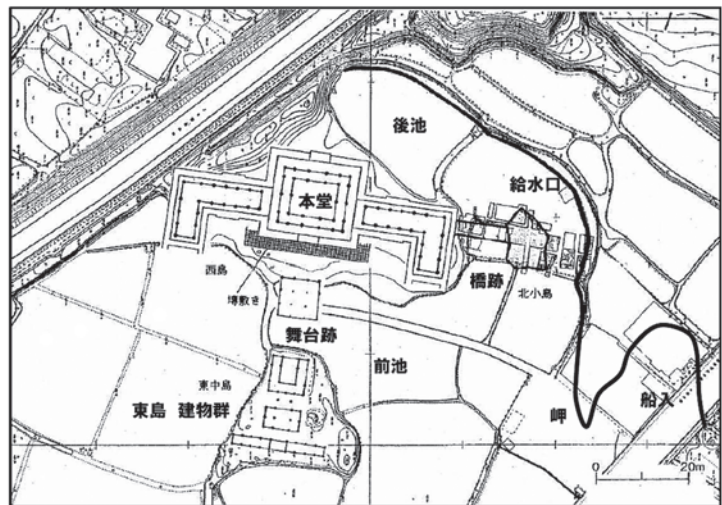 後池
給水口
本堂
西島
塼敷き
橋跡
北小島
舞台跡
前池
船入
東中島
東島 建物群
岬
0 20m